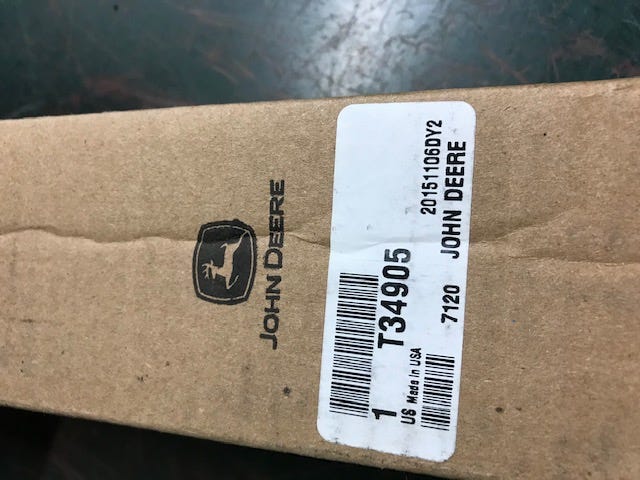 JOHN DEERE
1 T34905
US Made In USA
20151106DY2
7120 JOHN DEERE